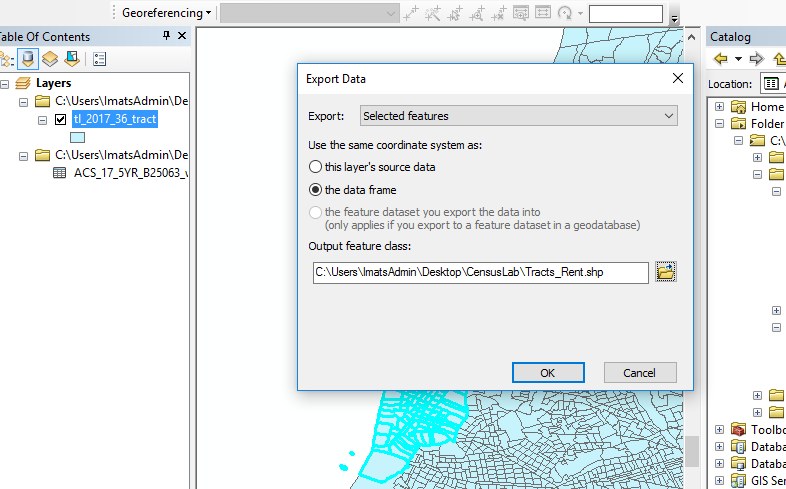 Georeferencing
Table Of Contents
Layers
C:\Users\ImatsAdmin\De
tl_2017_36_tract
C:\Users\ImatsAdmin\De
ACS_17_5YR_B25063_
Export Data
Export: Selected features
Use the same coordinate system as:
this layer's source data
the data frame
the feature dataset you export the data into
(only applies if you export to a feature dataset in a geodatabase)
Output feature class:
C:\Users\ImatsAdmin\Desktop\CensusLab\Tracts_Rent.shp
OK Cancel
Catalog
Location:
Home
Folder
C:\
Toolbo
Databa
Databa
GIS Ser